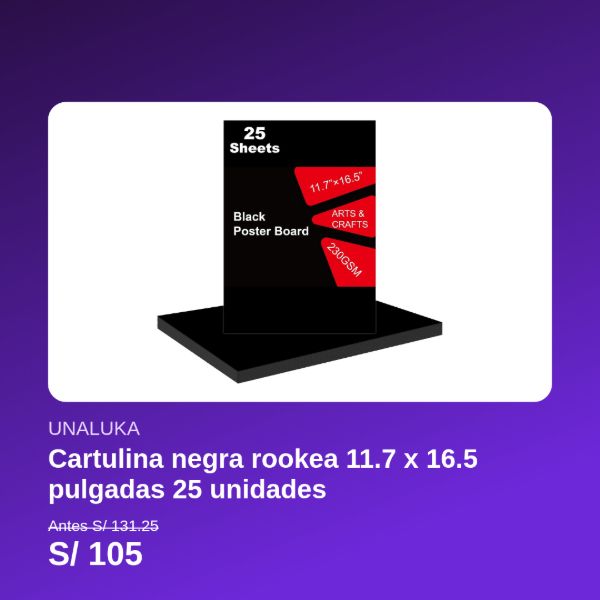 25
Sheets
11.7"×16.5"
Black
Poster Board
ARTS &
CRAFTS
230GSM
UNALUKA
Cartulina negra rookea 11.7 x 16.5
pulgadas 25 unidades
Antes S/ 131.25
S/ 105